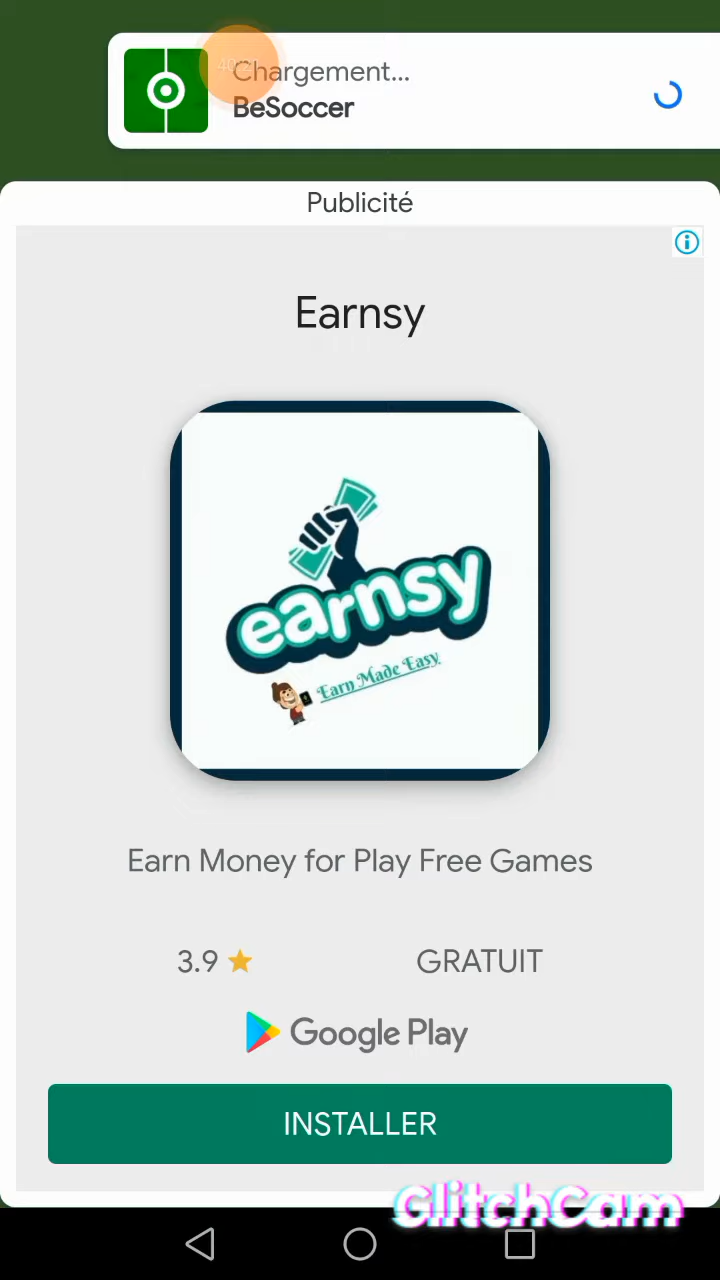 Chargement...
BeSoccer
Publicité
Earnsy
earnsy
Earn Made Easy
Earn Money for Play Free Games
3.9
GRATUIT
Google Play
INSTALLER
GlitchCam